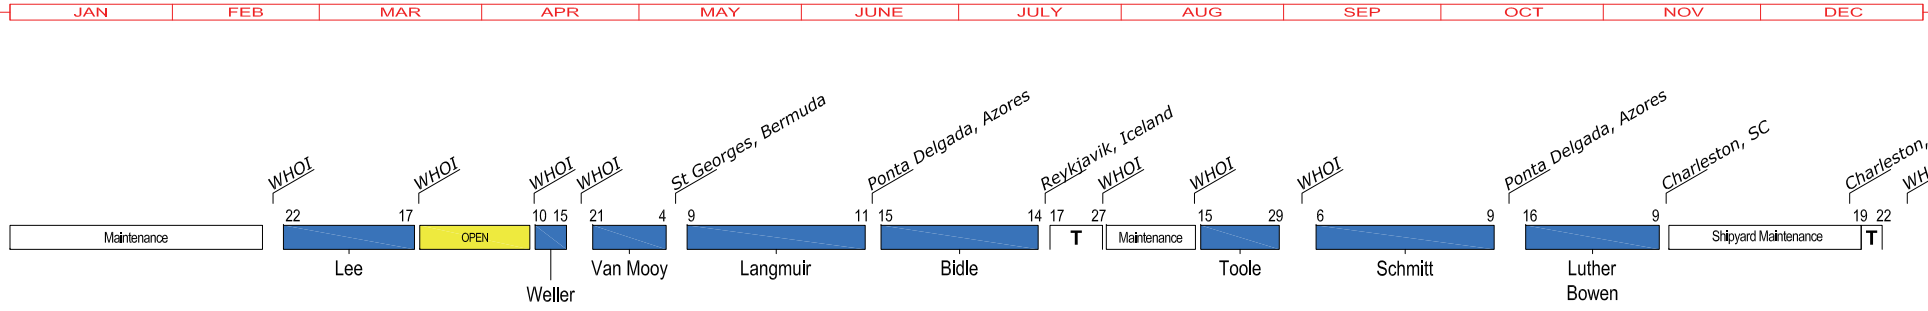 JAN FEB MAR APR MAY JUNE JULY AUG SEP OCT NOV DEC
WHOI WHOI WHOI WHOI St Georges, Bermuda Ponta Delgada, Azores Reykjavik, Iceland WHOI WHOI WHOI Ponta Delgada, Azores Charleston, SC Charleston, WH
22 17 10 15 21 4 9 11 15 14 17 27 15 29 6 9 16 9 19 22
Maintenance OPEN T Maintenance Shipyard Maintenance T
Lee Van Mooy Langmuir Bidle Toole Schmitt Luther
Weller Bowen